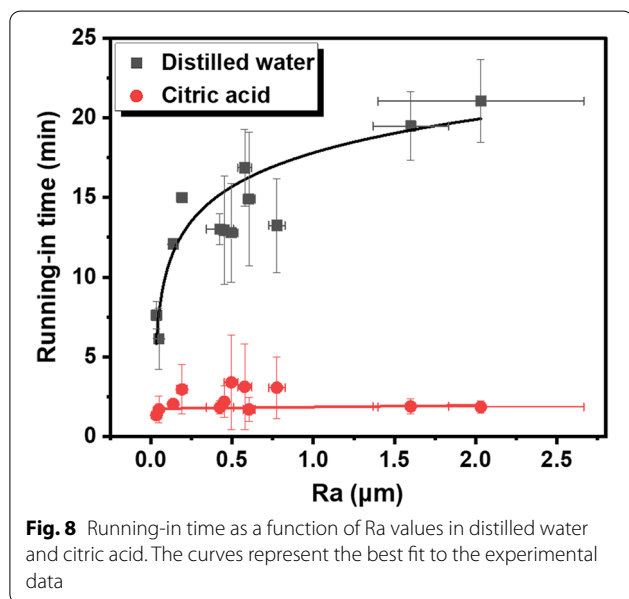 25
20
15
10
5
0
Running-in time (min)
Distilled water
Citric acid
0.0 0.5 1.0 1.5 2.0 2.5
Ra (µm)
Fig. 8 Running-in time as a function of Ra values in distilled water
and citric acid. The curves represent the best fit to the experimental
data